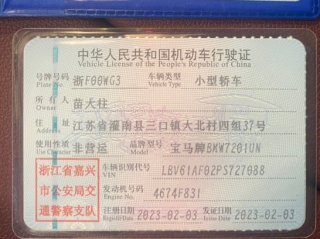 中华人民共和国机动车行驶证
Vehicle License of the People's Republic of China
号牌号码 浙F00WG3 车辆类型 小型轿车
Plate No. Vehicle Type
所有人 苗天柱
Owner
住址 江苏省灌南县三口镇大北村四组37号
Address
使用性质 非营运 品牌型号 宝马牌BKW7201UN
Use Character Model
浙江省嘉兴市公安局交通警察支队
车辆识别代号 LBV61AF02PS727088
VIN
发动机号码 4674F831
Engine No.
注册日期 2023-02-03 发证日期 2023-02-03
Register Date Issue Date